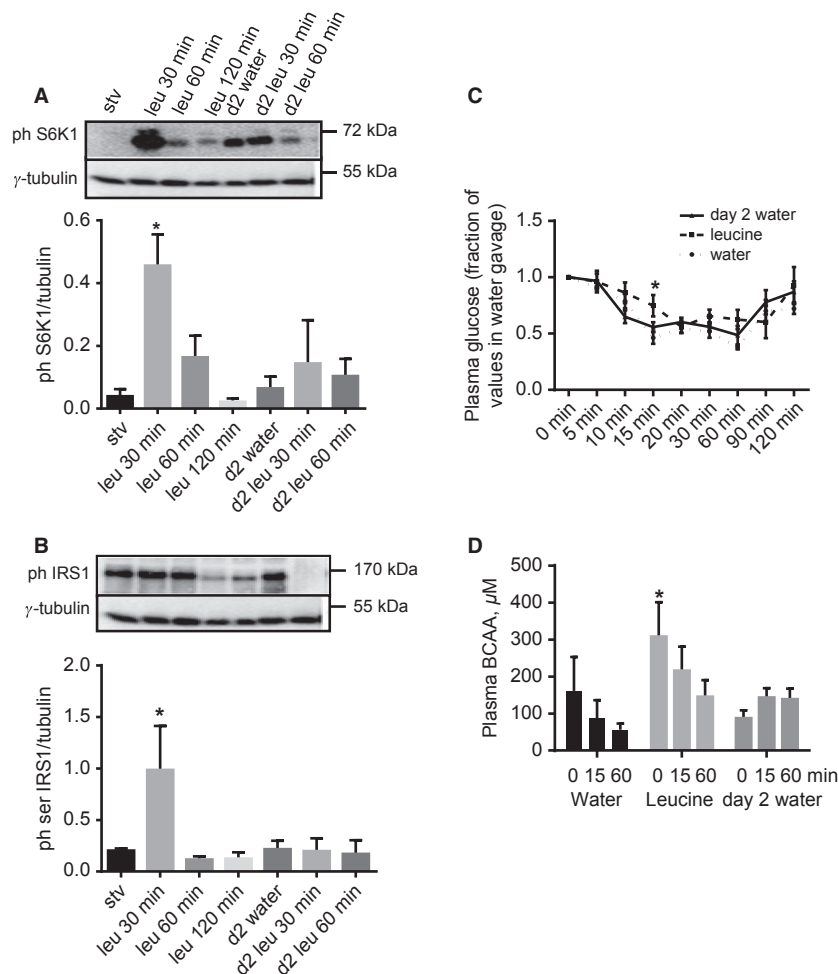 A
stv
leu 30 min
leu 60 min
leu 120 min
d2 water
d2 leu 30 min
d2 leu 60 min
ph S6K1
72 kDa
γ-tubulin
55 kDa
ph S6K1/tubulin
0.6
0.4
0.2
0.0
*
stv
leu 30 min
leu 60 min
leu 120 min
d2 water
d2 leu 30 min
d2 leu 60 min
B
ph IRS1
170 kDa
γ-tubulin
55 kDa
ph ser IRS1/tubulin
2.0
1.5
1.0
0.5
0.0
*
stv
leu 30 min
leu 60 min
leu 120 min
d2 water
d2 leu 30 min
d2 leu 60 min
C
Plasma glucose (fraction of
values in water gavage)
1.5
1.0
0.5
0.0
day 2 water
leucine
water
*
0 min
5 min
10 min
15 min
20 min
30 min
60 min
90 min
120 min
D
Plasma BCAA, µM
500
400
300
200
100
0
*
0 15 60 0 15 60 0 15 60 min
Water Leucine day 2 water